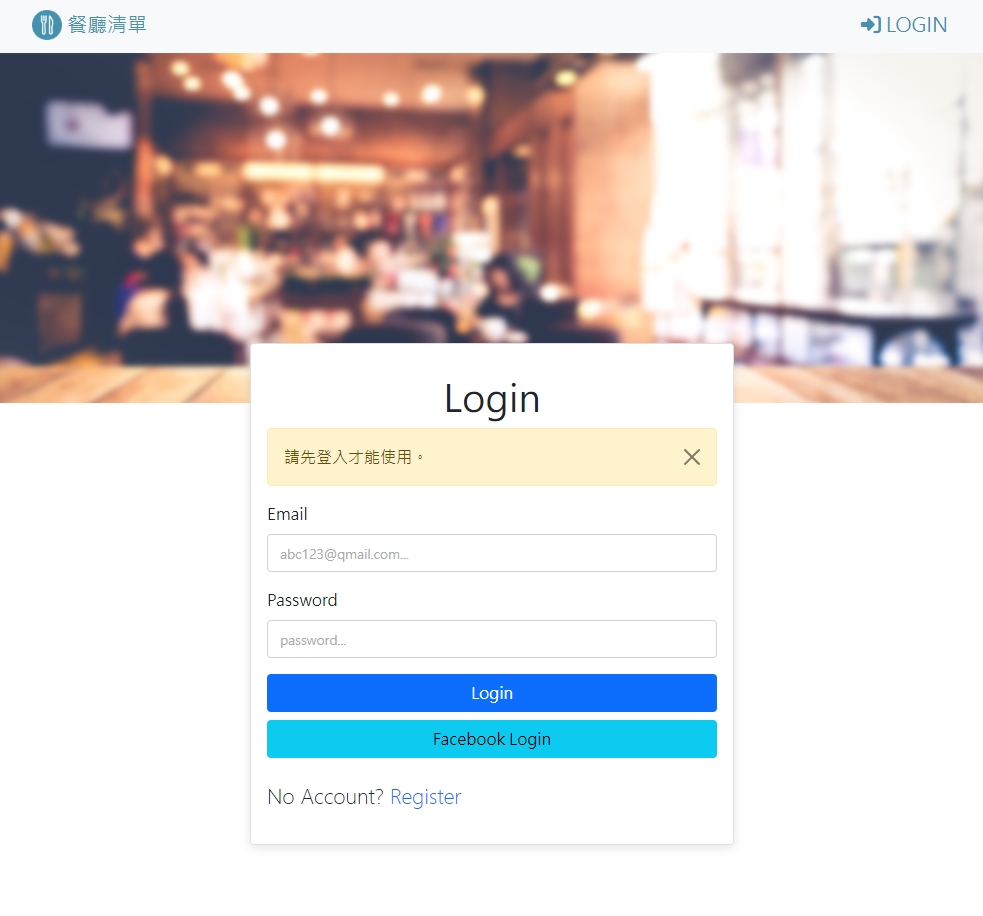 餐廳清單
LOGIN
Login
請先登入才能使用。
Email
abc123@qmail.com...
Password
password...
Login
Facebook Login
No Account? Register